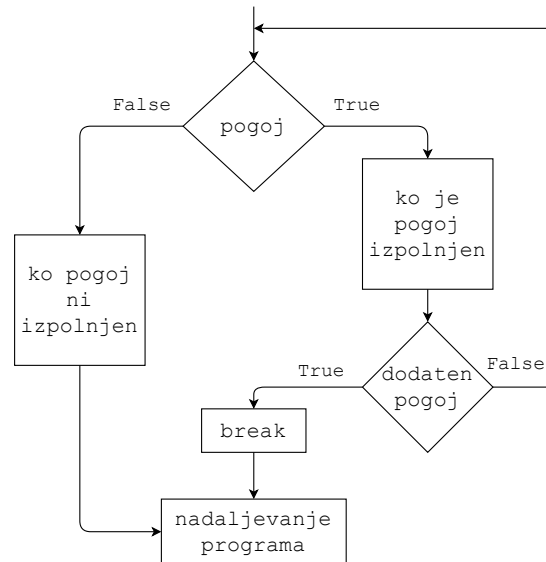 False
True
pogoj
ko je
pogoj
izpolnjen
ko pogoj
ni
izpolnjen
True
dodaten
pogoj
False
break
nadaljevanje
programa